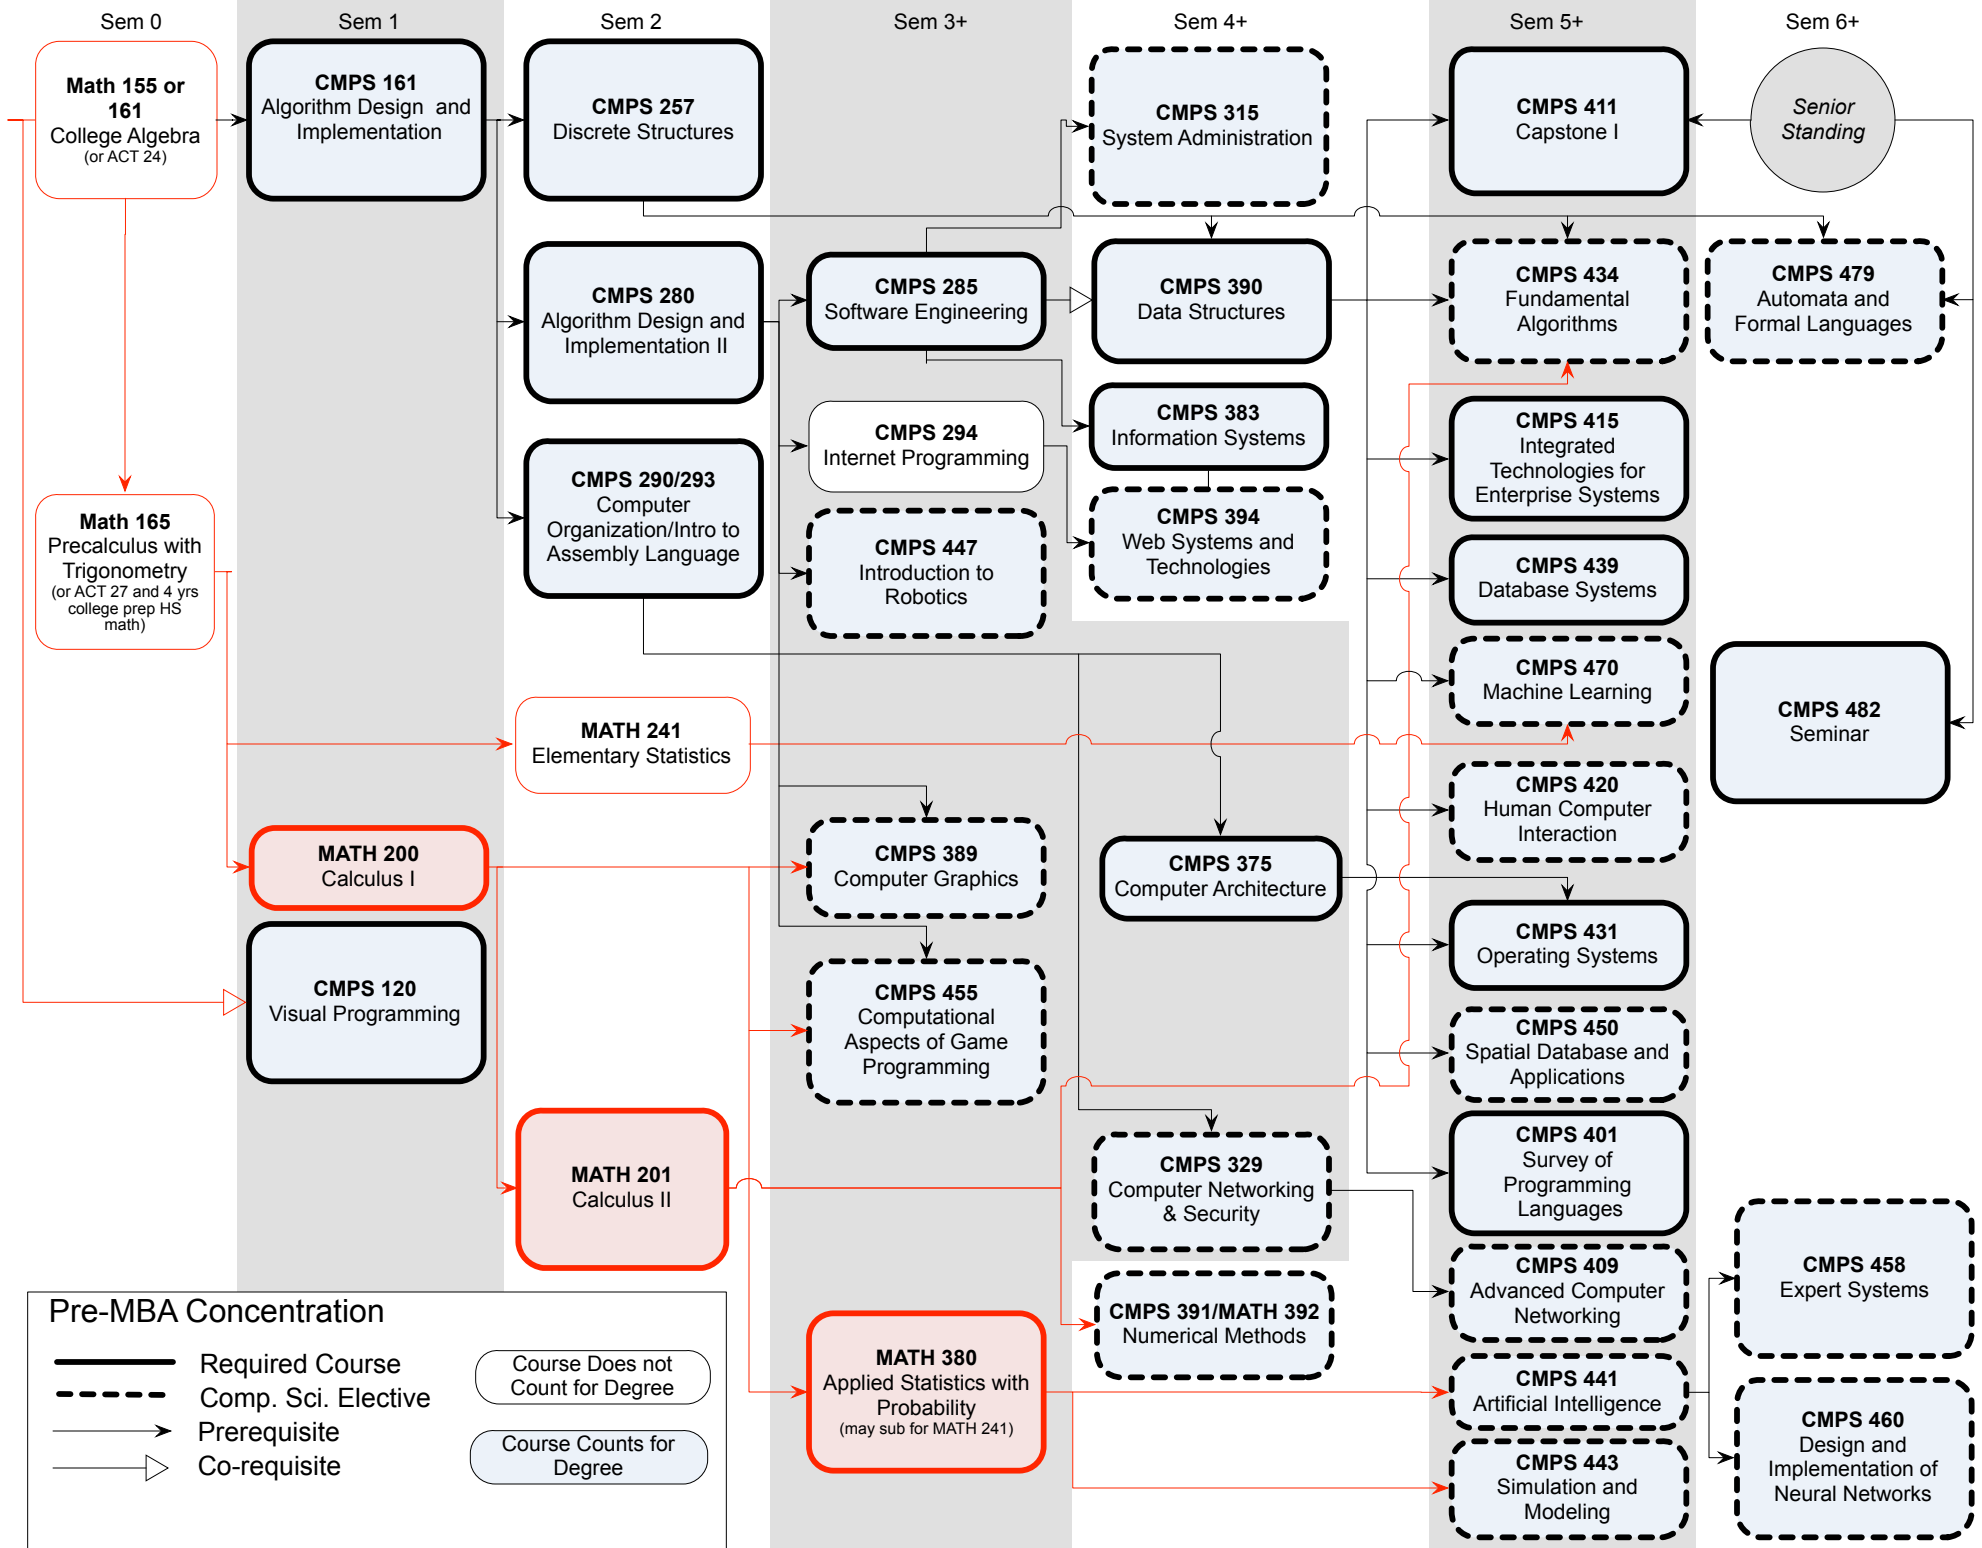 Sem 0
Sem 1
Sem 2
Sem 3+
Sem 4+
Sem 5+
Sem 6+
Math 155 or
161
College Algebra
(or ACT 24)
Math 165
Precalculus with
Trigonometry
(or ACT 27 and 4 yrs
college prep HS
math)
CMPS 161
Algorithm Design and
Implementation
MATH 200
Calculus I
CMPS 120
Visual Programming
CMPS 257
Discrete Structures
CMPS 280
Algorithm Design and
Implementation II
CMPS 290/293
Computer
Organization/Intro to
Assembly Language
MATH 241
Elementary Statistics
MATH 201
Calculus II
CMPS 285
Software Engineering
CMPS 294
Internet Programming
CMPS 447
Introduction to
Robotics
CMPS 389
Computer Graphics
CMPS 455
Computational
Aspects of Game
Programming
MATH 380
Applied Statistics with
Probability
(may sub for MATH 241)
CMPS 315
System Administration
CMPS 390
Data Structures
CMPS 383
Information Systems
CMPS 394
Web Systems and
Technologies
CMPS 375
Computer Architecture
CMPS 329
Computer Networking
& Security
CMPS 391/MATH 392
Numerical Methods
CMPS 411
Capstone I
CMPS 434
Fundamental
Algorithms
CMPS 415
Integrated
Technologies for
Enterprise Systems
CMPS 439
Database Systems
CMPS 470
Machine Learning
CMPS 420
Human Computer
Interaction
CMPS 431
Operating Systems
CMPS 450
Spatial Database and
Applications
CMPS 401
Survey of
Programming
Languages
CMPS 409
Advanced Computer
Networking
CMPS 441
Artificial Intelligence
CMPS 443
Simulation and
Modeling
Senior
Standing
CMPS 479
Automata and
Formal Languages
CMPS 482
Seminar
CMPS 458
Expert Systems
CMPS 460
Design and
Implementation of
Neural Networks
Pre-MBA Concentration
Required Course
Comp. Sci. Elective
Prerequisite
Co-requisite
Course Does not
Count for Degree
Course Counts for
Degree